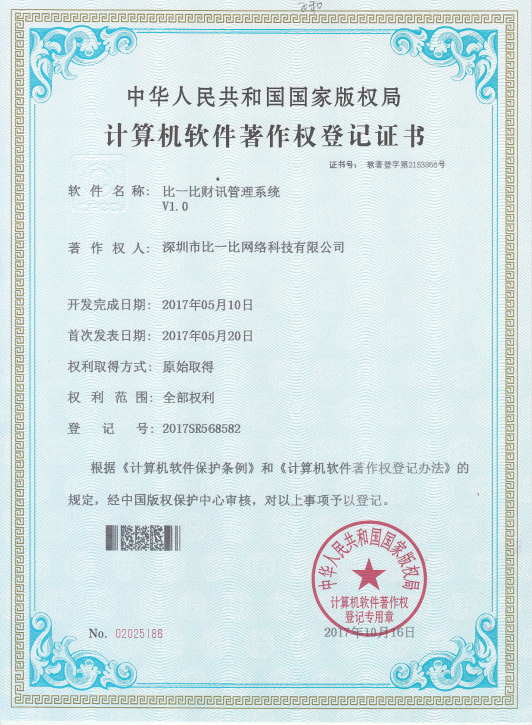 中华人民共和国国家版权局
计算机软件著作权登记证书
证书号： 软著登字第2153866号
软件名称： 比一比财讯管理系统
V1.0
著作权人： 深圳市比一比网络科技有限公司
开发完成日期： 2017年05月10日
首次发表日期： 2017年05月20日
权利取得方式： 原始取得
权利范围： 全部权利
登记号： 2017SR568582
根据《计算机软件保护条例》和《计算机软件著作权登记办法》的
规定，经中国版权保护中心审核，对以上事项予以登记。
中华人民共和国国家版权局
计算机软件著作权
登记专用章
No. 02025186
2017年10月16日